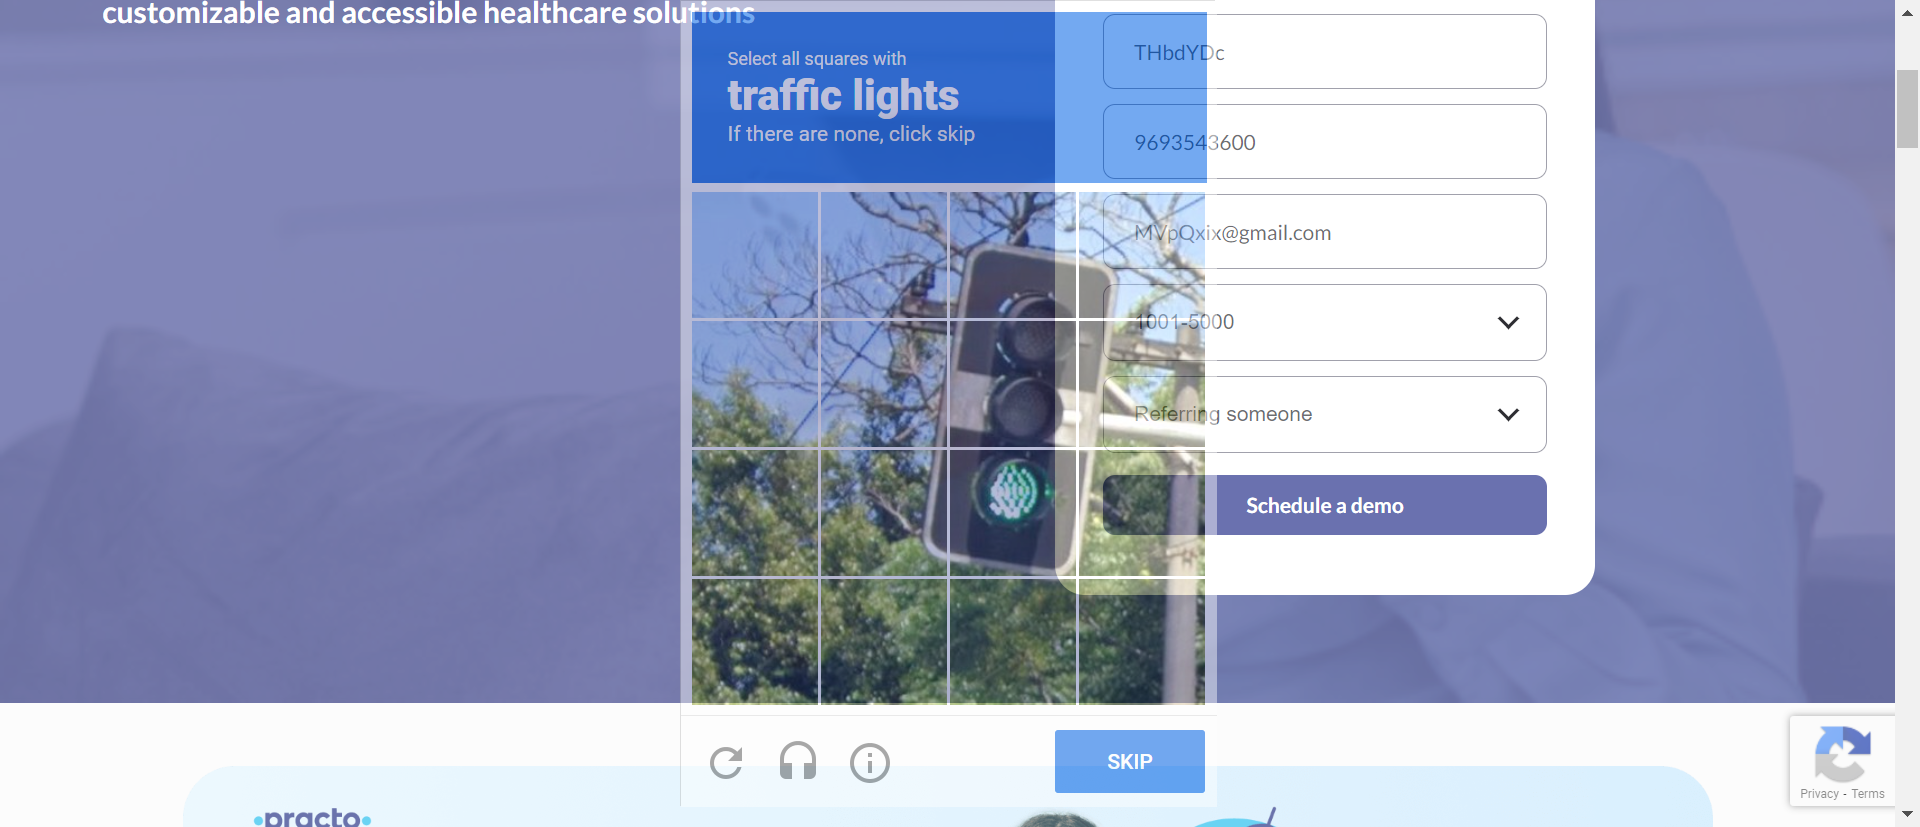 customizable and accessible healthcare solutions
Select all squares with
traffic lights
If there are none, click skip
THbdYDc
9693543600
MVpQxix@gmail.com
1001-5000
Referring someone
Schedule a demo
SKIP
Privacy - Terms
practo